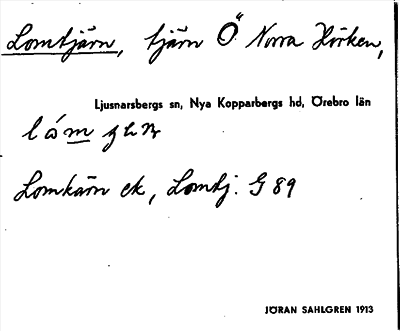 Lomtjärn, tjärn Ö Norra Hörken,
Ljusnarsbergs sn, Nya Kopparbergs hd, Örebro län
Lomkärn ek, Lomtj. G 89
JÖRAN SAHLGREN 1913